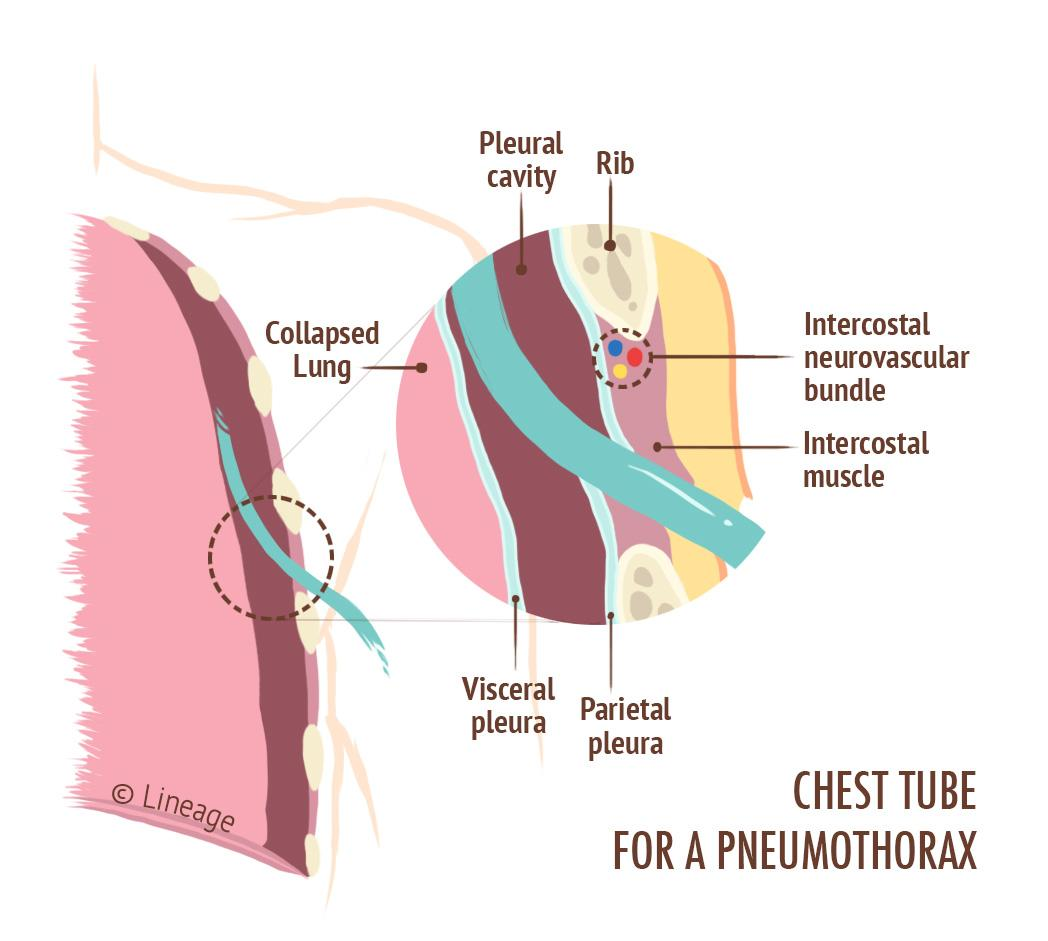 Pleural
cavity
Rib
Collapsed
Lung
Intercostal
neurovascular
bundle
Intercostal
muscle
Visceral
pleura
Parietal
pleura
© Lineage
CHEST TUBE
FOR A PNEUMOTHORAX